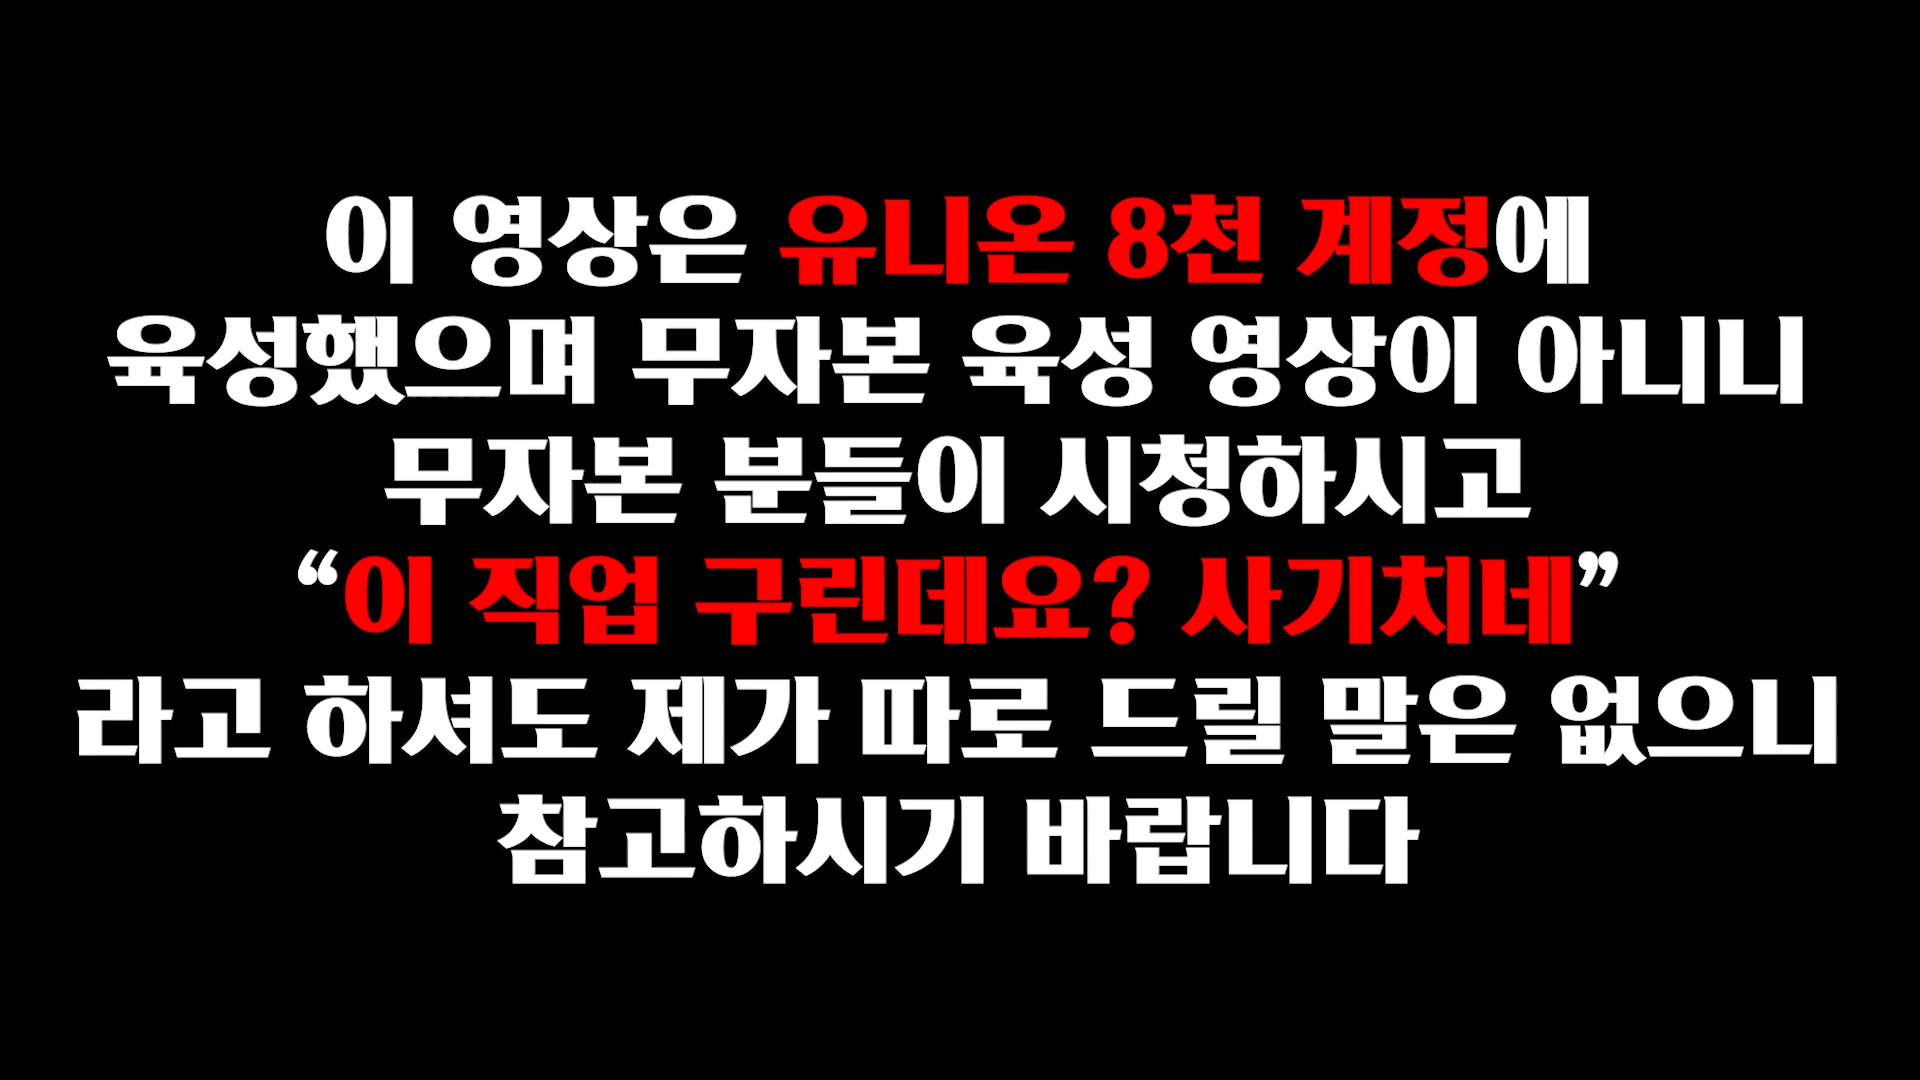 이 영상은 유니온 8천 계정에
육성했으며 무자본 육성 영상이 아니니
무자본 분들이 시청하시고
“이 직업 구린데요? 사기치네”
라고 하셔도 제가 따로 드릴 말은 없으니
참고하시기 바랍니다